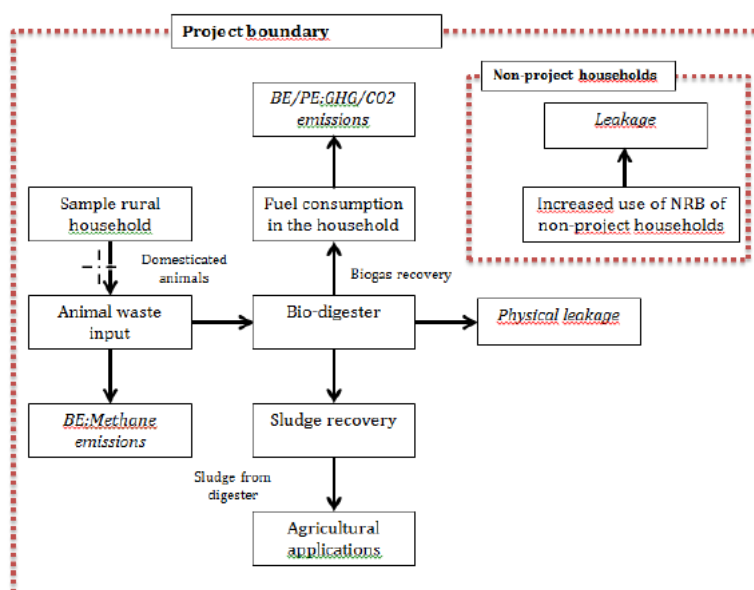 Project boundary
Non-project households
BE/PE:GHG/CO2
emissions
Leakage
Sample rural
household
Fuel consumption
in the household
Increased use of NRB of
non-project households
Domesticated
animals
Biogas recovery
Animal waste
input
Bio-digester
Physical leakage
BE:Methane
emissions
Sludge recovery
Sludge from
digester
Agricultural
applications